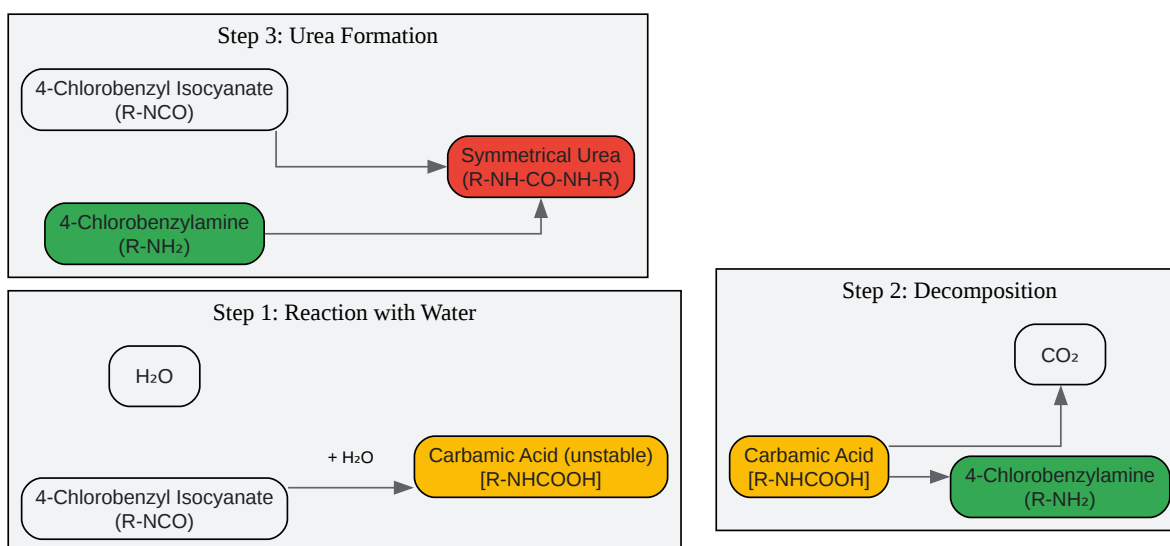 Step 3: Urea Formation
4-Chlorobenzyl Isocyanate
(R-NCO)
Symmetrical Urea
(R-NH-CO-NH-R)
4-Chlorobenzylamine
(R-NH₂)
Step 1: Reaction with Water
H₂O
+ H₂O
Carbamic Acid (unstable)
[R-NHCOOH]
4-Chlorobenzyl Isocyanate
(R-NCO)
Step 2: Decomposition
CO₂
Carbamic Acid
[R-NHCOOH]
4-Chlorobenzylamine
(R-NH₂)